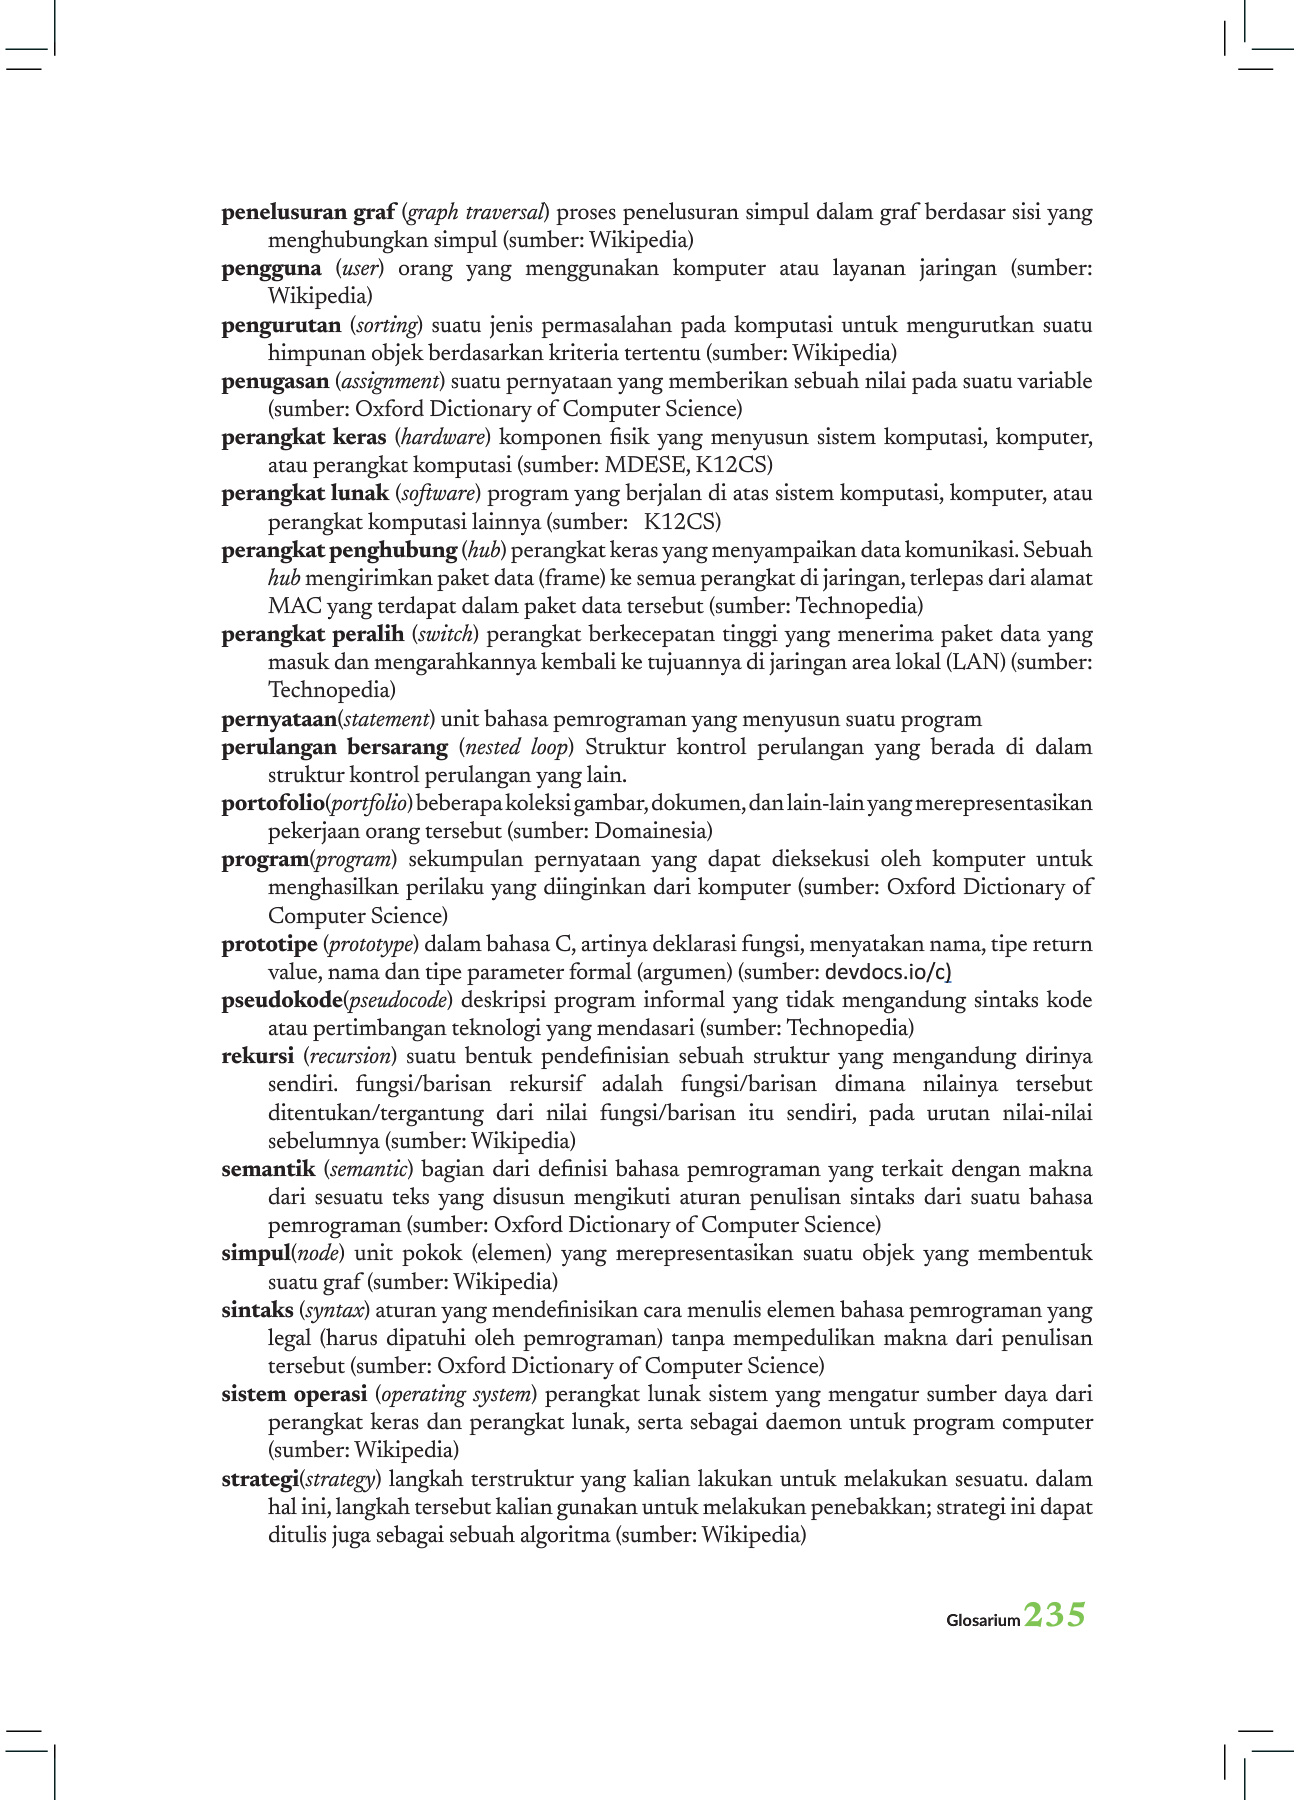 penelusuran graf (graph traversal) proses penelusuran simpul dalam graf berdasar sisi yang
menghubungkan simpul (sumber: Wikipedia)
pengguna (user) orang yang menggunakan komputer atau layanan jaringan (sumber:
Wikipedia)
pengurutan (sorting) suatu jenis permasalahan pada komputasi untuk mengurutkan suatu
himpunan objek berdasarkan kriteria tertentu (sumber: Wikipedia)
penugasan (assignment) suatu pernyataan yang memberikan sebuah nilai pada suatu variable
(sumber: Oxford Dictionary of Computer Science)
perangkat keras (hardware) komponen fisik yang menyusun sistem komputasi, komputer,
atau perangkat komputasi (sumber: MDESE, K12CS)
perangkat lunak (software) program yang berjalan di atas sistem komputasi, komputer, atau
perangkat komputasi lainnya (sumber: K12CS)
perangkat penghubung (hub) perangkat keras yang menyampaikan data komunikasi. Sebuah
hub mengirimkan paket data (frame) ke semua perangkat di jaringan, terlepas dari alamat
MAC yang terdapat dalam paket data tersebut (sumber: Technopedia)
perangkat peralih (switch) perangkat berkecepatan tinggi yang menerima paket data yang
masuk dan mengarahkannya kembali ke tujuannya di jaringan area lokal (LAN) (sumber:
Technopedia)
pernyataan(statement) unit bahasa pemrograman yang menyusun suatu program
perulangan bersarang (nested loop) Struktur kontrol perulangan yang berada di dalam
struktur kontrol perulangan yang lain.
portofolio(portfolio) beberapa koleksi gambar, dokumen, dan lain-lain yang merepresentasikan
pekerjaan orang tersebut (sumber: Domainesia)
program(program) sekumpulan pernyataan yang dapat dieksekusi oleh komputer untuk
menghasilkan perilaku yang diinginkan dari komputer (sumber: Oxford Dictionary of
Computer Science)
prototipe (prototype) dalam bahasa C, artinya deklarasi fungsi, menyatakan nama, tipe return
value, nama dan tipe parameter formal (argumen) (sumber: devdocs.io/c)
pseudokode(pseudocode) deskripsi program informal yang tidak mengandung sintaks kode
atau pertimbangan teknologi yang mendasari (sumber: Technopedia)
rekursi (recursion) suatu bentuk pendefinisian sebuah struktur yang mengandung dirinya
sendiri. fungsi/barisan rekursif adalah fungsi/barisan dimana nilainya tersebut
ditentukan/tergantung dari nilai fungsi/barisan itu sendiri, pada urutan nilai-nilai
sebelumnya (sumber: Wikipedia)
semantik (semantic) bagian dari definisi bahasa pemrograman yang terkait dengan makna
dari sesuatu teks yang disusun mengikuti aturan penulisan sintaks dari suatu bahasa
pemrograman (sumber: Oxford Dictionary of Computer Science)
simpul(node) unit pokok (elemen) yang merepresentasikan suatu objek yang membentuk
suatu graf (sumber: Wikipedia)
sintaks (syntax) aturan yang mendefinisikan cara menulis elemen bahasa pemrograman yang
legal (harus dipatuhi oleh pemrograman) tanpa mempedulikan makna dari penulisan
tersebut (sumber: Oxford Dictionary of Computer Science)
sistem operasi (operating system) perangkat lunak sistem yang mengatur sumber daya dari
perangkat keras dan perangkat lunak, serta sebagai daemon untuk program computer
(sumber: Wikipedia)
strategi(strategy) langkah terstruktur yang kalian lakukan untuk melakukan sesuatu. dalam
hal ini, langkah tersebut kalian gunakan untuk melakukan penebakkan; strategi ini dapat
ditulis juga sebagai sebuah algoritma (sumber: Wikipedia)
Glosarium 235